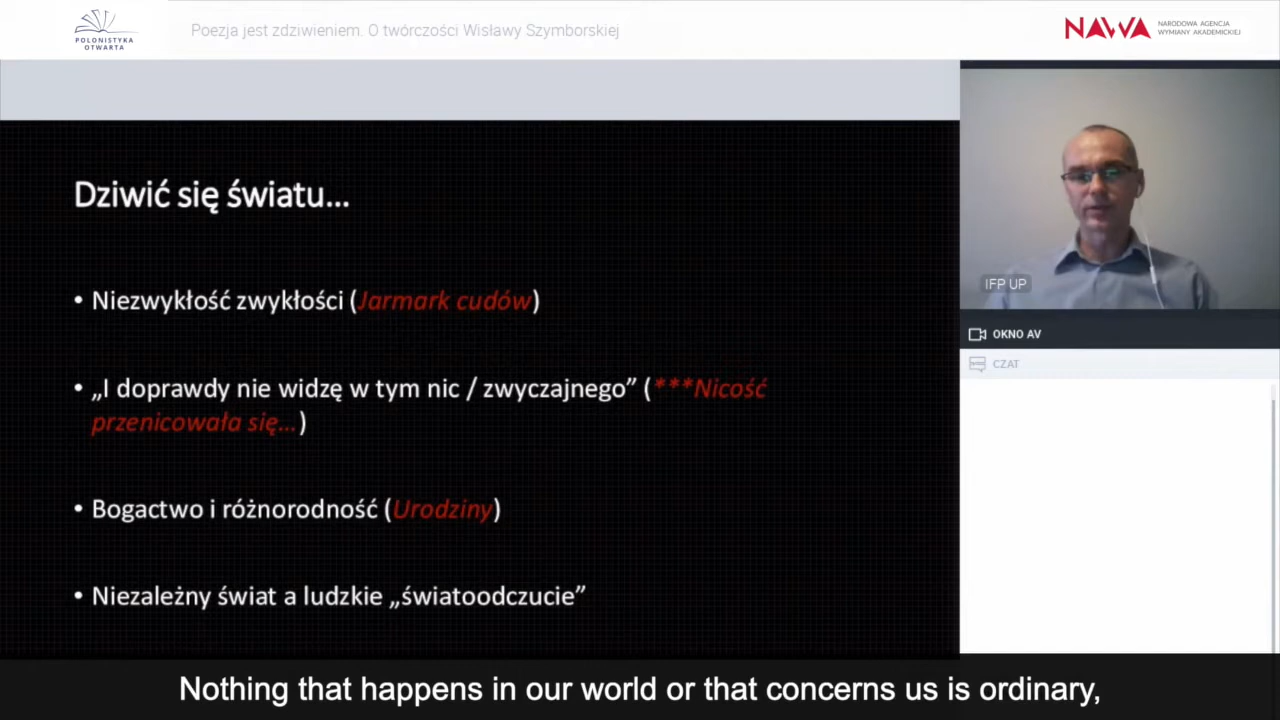 POLONISTYKA
OTWARTA
Poezja jest zdziwieniem. O twórczości Wisławy Szymborskiej
NAWA
NARODOWA AGENCJA
WYMIANY AKADEMICKIEJ
Dziwić się światu...
• Niezwykłość zwykłości (Jarmark cudów)
• „I doprawdy nie widzę w tym nic / zwyczajnego” (***Nicość
przenicowała się...)
• Bogactwo i różnorodność (Urodziny)
• Niezależny świat a ludzkie „światoodczucie”
IFP UP
OKNO AV
CZAT
Nothing that happens in our world or that concerns us is ordinary,